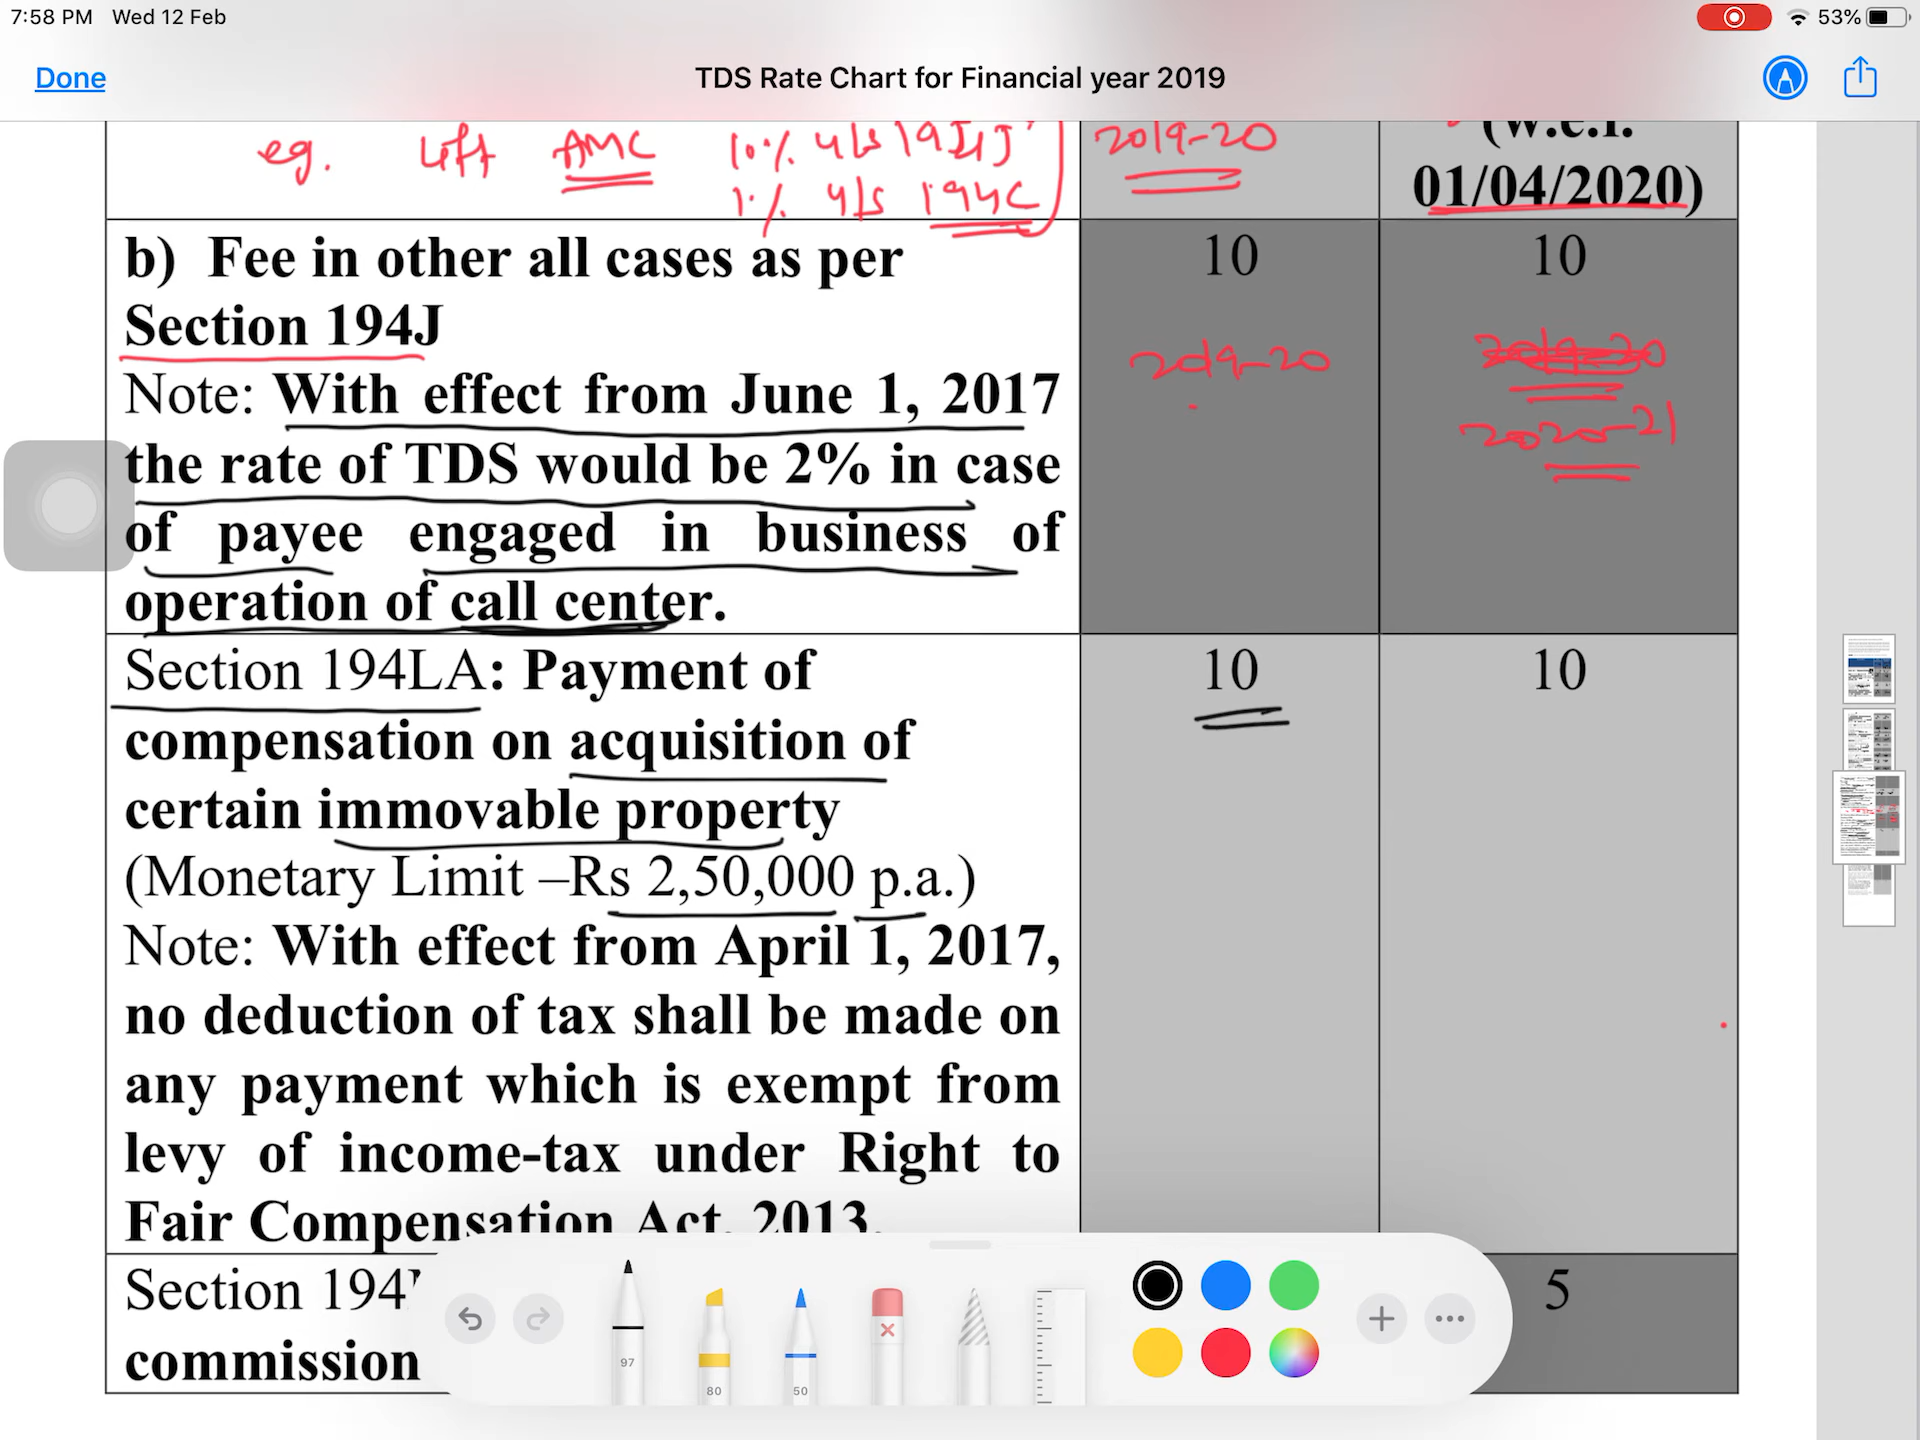 7:58 PM Wed 12 Feb
53%
Done
TDS Rate Chart for Financial year 2019
eg. Lift AMC 10% u/s 194J
1% u/s 194C
2019-20
(w.e.f.
01/04/2020)
b) Fee in other all cases as per
Section 194J
Note: With effect from June 1, 2017
the rate of TDS would be 2% in case
of payee engaged in business of
operation of call center.
10
2019-20
10
2019-20
2020-21
Section 194LA: Payment of
compensation on acquisition of
certain immovable property
(Monetary Limit –Rs 2,50,000 p.a.)
Note: With effect from April 1, 2017,
no deduction of tax shall be made on
any payment which is exempt from
levy of income-tax under Right to
Fair Compensation Act, 2013.
10
10
Section 194
commission
5
97
80
50